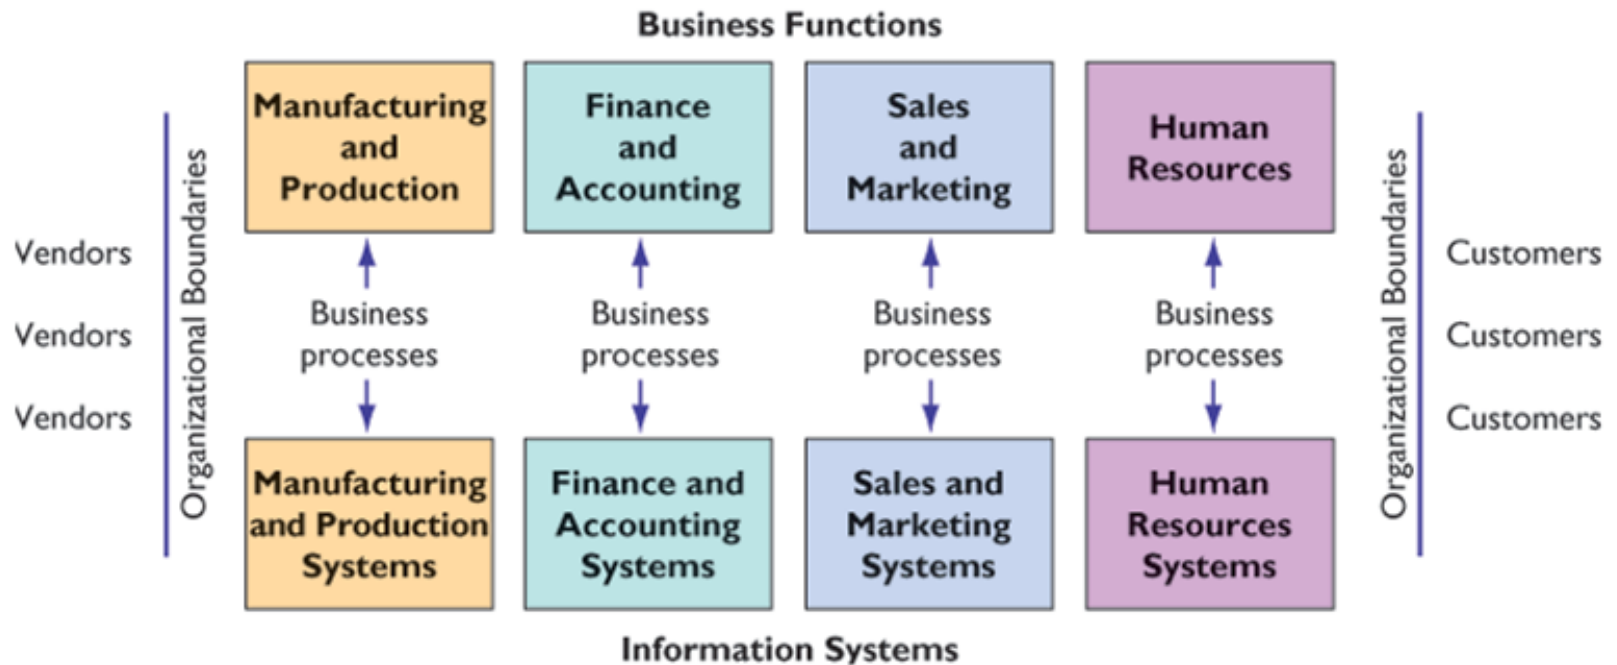 Business Functions
Manufacturing
and
Production
Finance
and
Accounting
Sales
and
Marketing
Human
Resources
Organizational Boundaries
Vendors
Vendors
Vendors
Business
processes
Business
processes
Business
processes
Business
processes
Organizational Boundaries
Customers
Customers
Customers
Manufacturing
and Production
Systems
Finance and
Accounting
Systems
Sales and
Marketing
Systems
Human
Resources
Systems
Information Systems